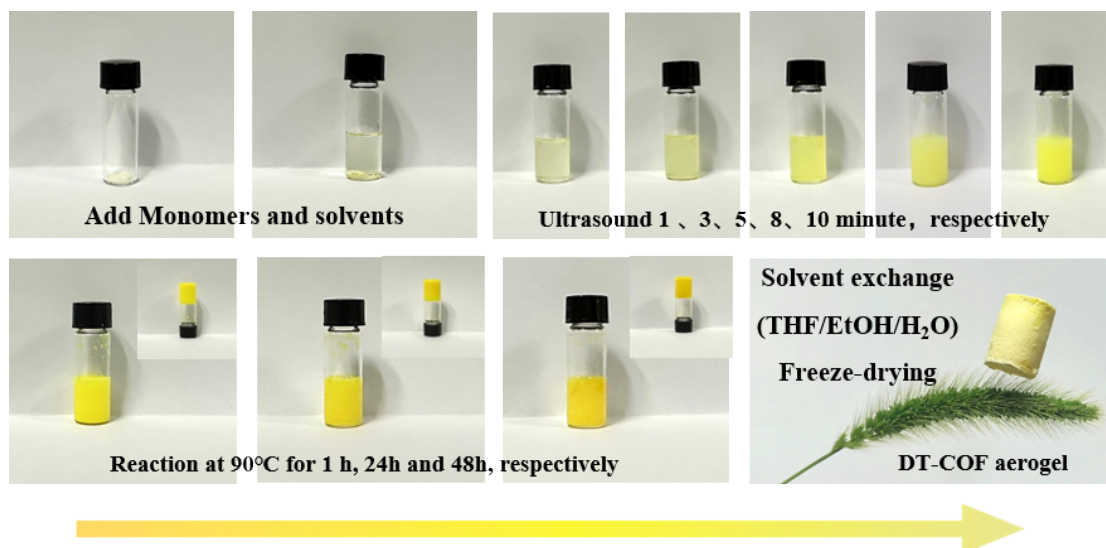 Add Monomers and solvents
Ultrasound 1 、3、5、8、10 minute，respectively
Reaction at 90°C for 1 h, 24h and 48h, respectively
Solvent exchange
(THF/EtOH/H₂O)
Freeze-drying
DT-COF aerogel